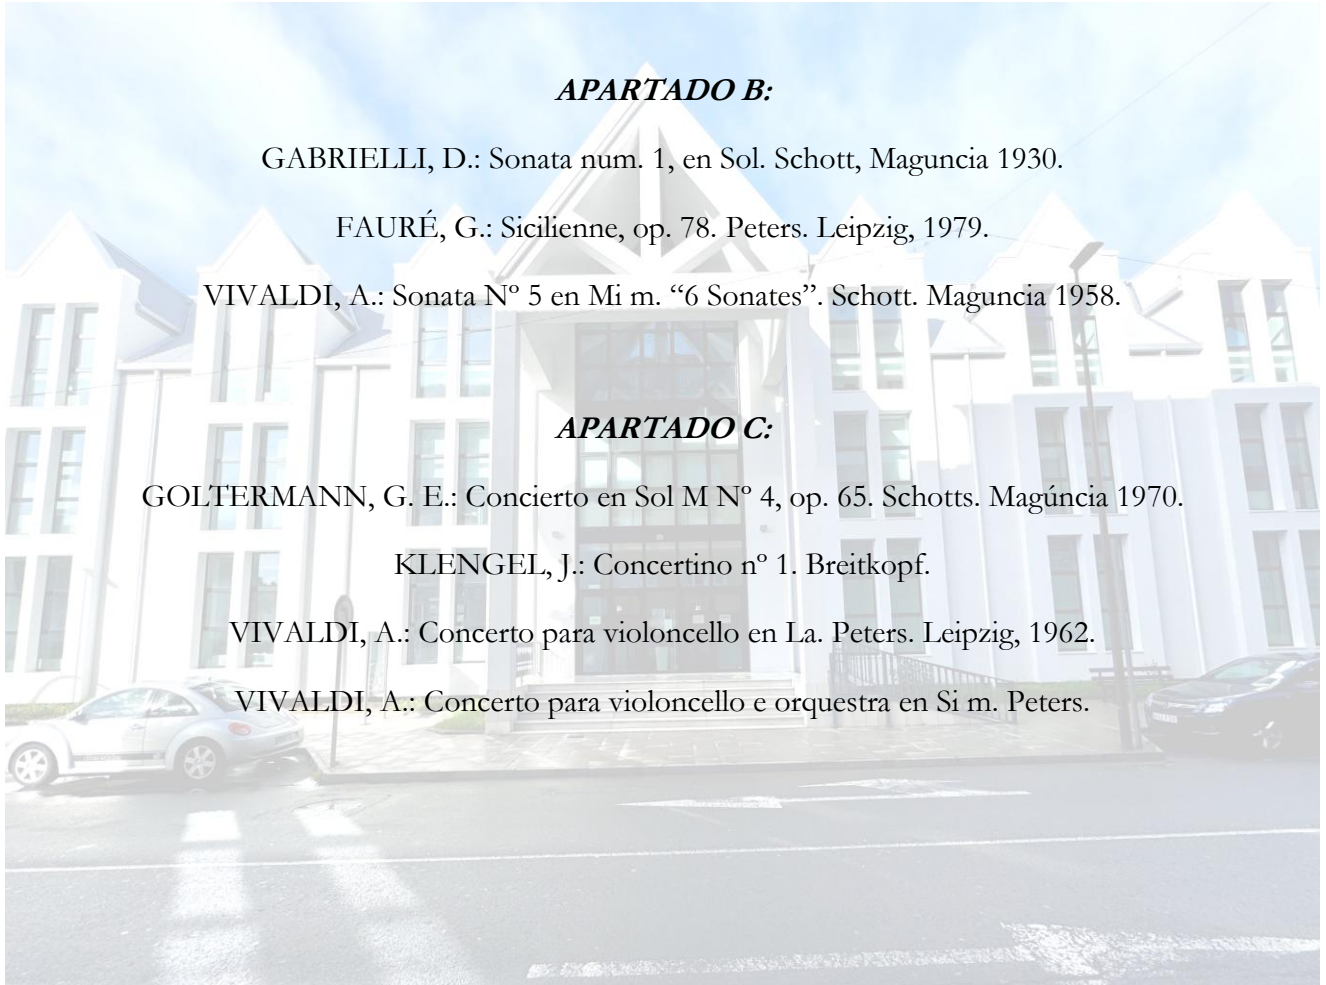 APARTADO B:
GABRIELLI, D.: Sonata num. 1, en Sol. Schott, Maguncia 1930.
FAURÉ, G.: Sicilienne, op. 78. Peters. Leipzig, 1979.
VIVALDI, A.: Sonata Nº 5 en Mi m. “6 Sonates”. Schott. Maguncia 1958.
APARTADO C:
GOLTERMANN, G. E.: Concierto en Sol M Nº 4, op. 65. Schotts. Magúncia 1970.
KLENGEL, J.: Concertino nº 1. Breitkopf.
VIVALDI, A.: Concerto para violoncello en La. Peters. Leipzig, 1962.
VIVALDI, A.: Concerto para violoncello e orquestra en Si m. Peters.